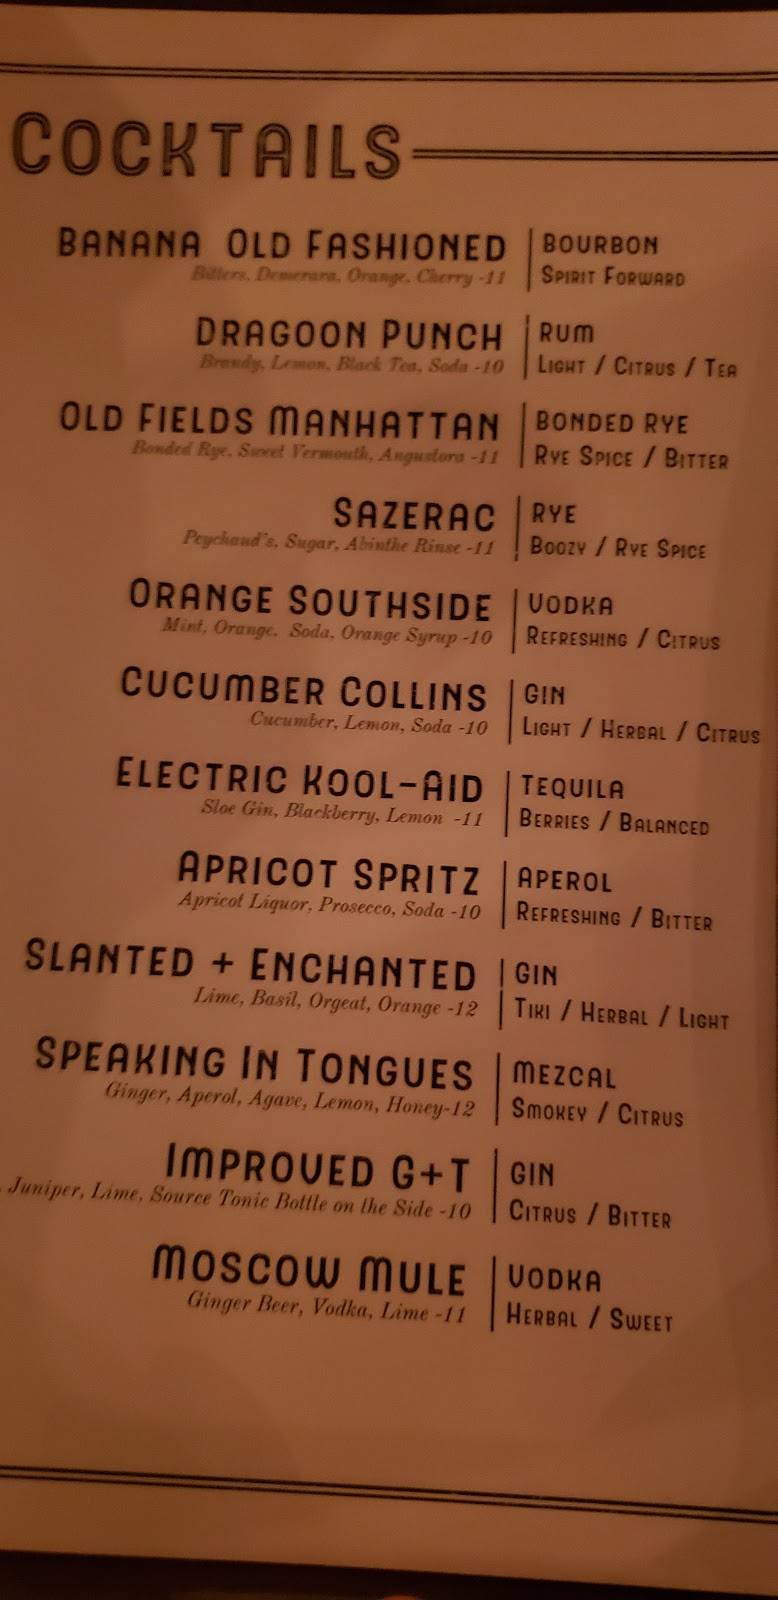 COCKTAILS
BANANA OLD FASHIONED
Bitters, Demerara, Orange, Cherry -11
BOURBON
SPIRIT FORWARD
DRAGOON PUNCH
Brandy, Lemon, Black Tea, Soda -10
RUM
LIGHT / CITRUS / TEA
OLD FIELDS MANHATTAN
Bonded Rye, Sweet Vermouth, Angustora -11
BONDED RYE
RYE SPICE / BITTER
SAZERAC
Peychaud's, Sugar, Abinthe Rinse -11
RYE
BOOZY / RYE SPICE
ORANGE SOUTHSIDE
Mint, Orange, Soda, Orange Syrup -10
VODKA
REFRESHING / CITRUS
CUCUMBER COLLINS
Cucumber, Lemon, Soda -10
GIN
LIGHT / HERBAL / CITRUS
ELECTRIC KOOL-AID
Sloe Gin, Blackberry, Lemon -11
TEQUILA
BERRIES / BALANCED
APRICOT SPRITZ
Apricot Liquor, Prosecco, Soda -10
APEROL
REFRESHING / BITTER
SLANTED + ENCHANTED
Lime, Basil, Orgeat, Orange -12
GIN
TIKI / HERBAL / LIGHT
SPEAKING IN TONGUES
Ginger, Aperol, Agave, Lemon, Honey-12
MEZCAL
SMOKEY / CITRUS
IMPROVED G+T
Juniper, Lime, Source Tonic Bottle on the Side -10
GIN
CITRUS / BITTER
MOSCOW MULE
Ginger Beer, Vodka, Lime -11
VODKA
HERBAL / SWEET